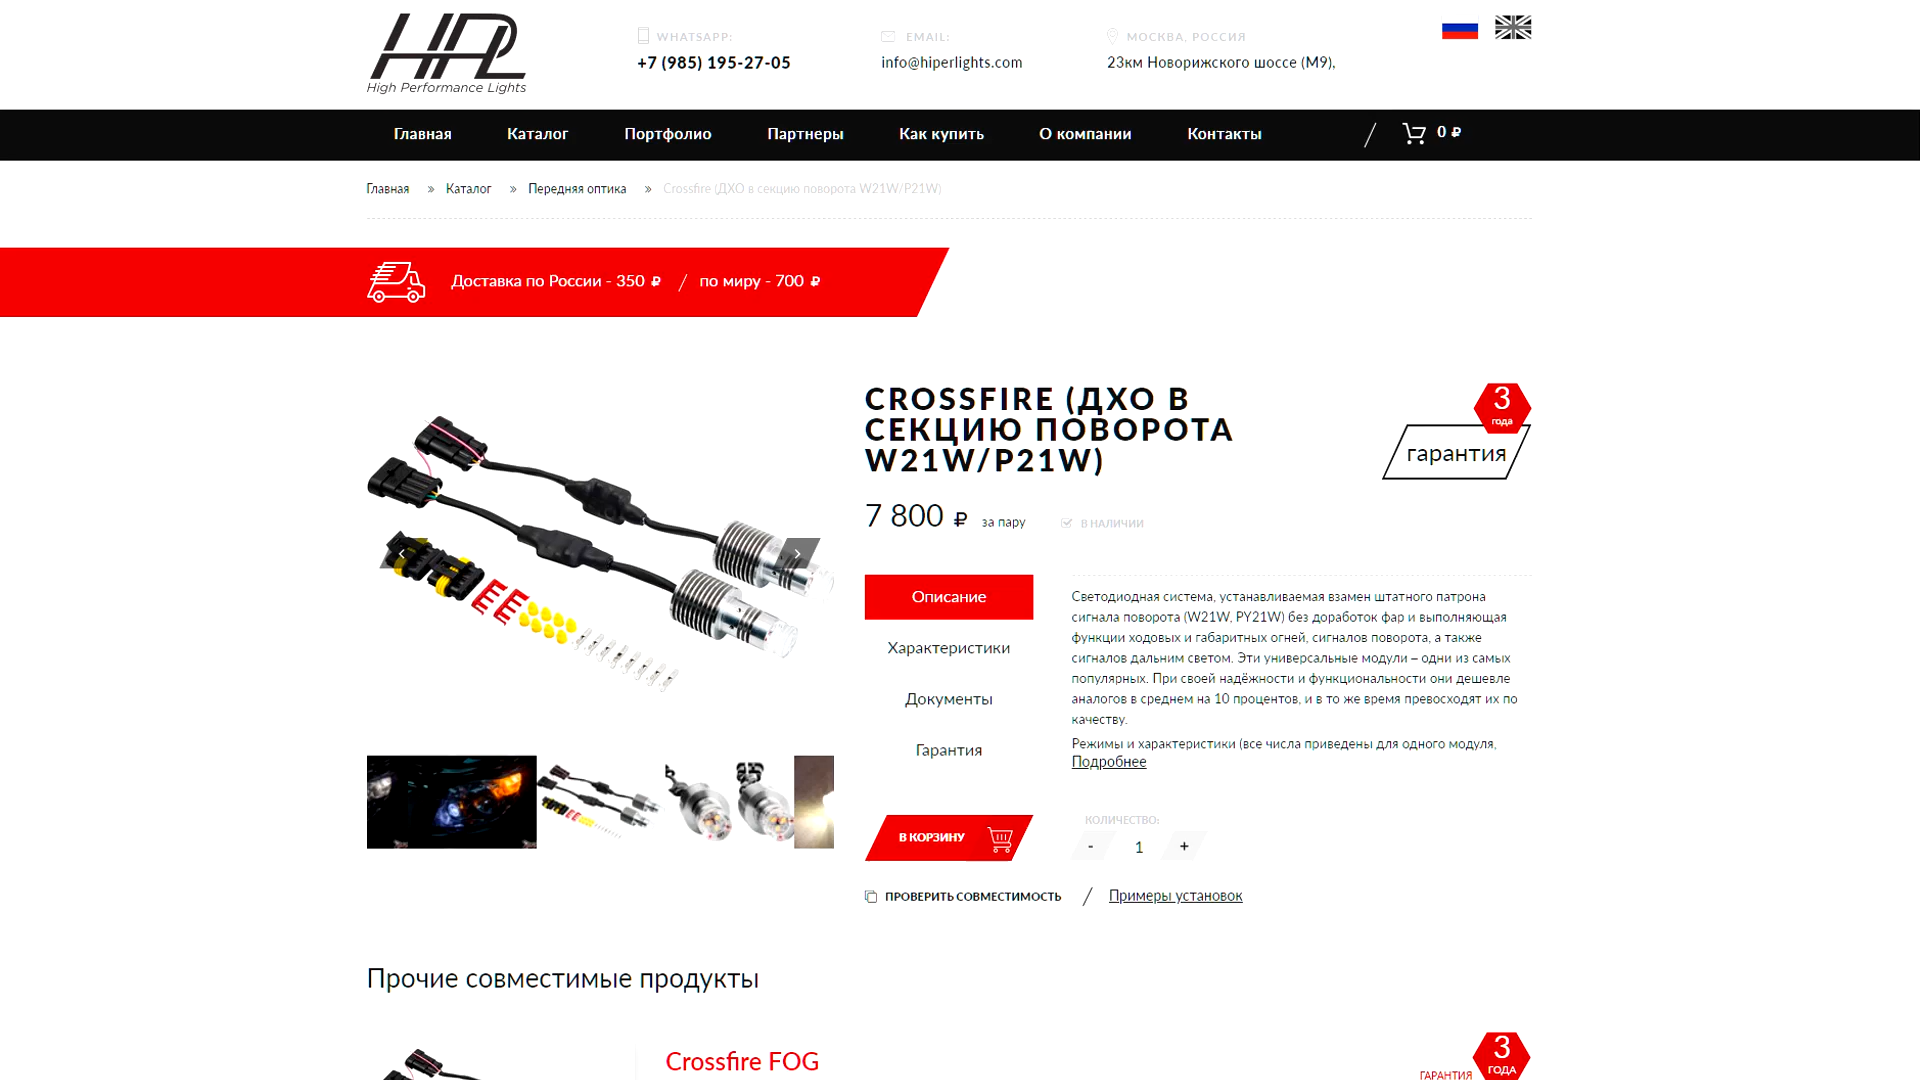 HPL
High Performance Lights
WHATSAPP:
+7 (985) 195-27-05
EMAIL:
info@hiperlights.com
МОСКВА, РОССИЯ
23км Новорижского шоссе (М9),
Главная
Каталог
Портфолио
Партнеры
Как купить
О компании
Контакты
0 ₽
Главная » Каталог » Передняя оптика » Crossfire (ДХО в секцию поворота W21W/P21W)
Доставка по России - 350 ₽ / по миру - 700 ₽
CROSSFIRE (ДХО В
СЕКЦИЮ ПОВОРОТА
W21W/P21W)
3
года
гарантия
7 800 ₽ за пару
В НАЛИЧИИ
Описание
Характеристики
Документы
Гарантия
Светодиодная система, устанавливаемая взамен штатного патрона
сигнала поворота (W21W, PY21W) без доработок фар и выполняющая
функции ходовых и габаритных огней, сигналов поворота, а также
сигналов дальним светом. Эти универсальные модули – одни из самых
популярных. При своей надёжности и функциональности они дешевле
аналогов в среднем на 10 процентов, и в то же время превосходят их по
качеству.
Режимы и характеристики (все числа приведены для одного модуля,
Подробнее
В КОРЗИНУ
КОЛИЧЕСТВО:
- 1 +
ПРОВЕРИТЬ СОВМЕСТИМОСТЬ / Примеры установок
Прочие совместимые продукты
Crossfire FOG
3
ГОДА
ГАРАНТИЯ